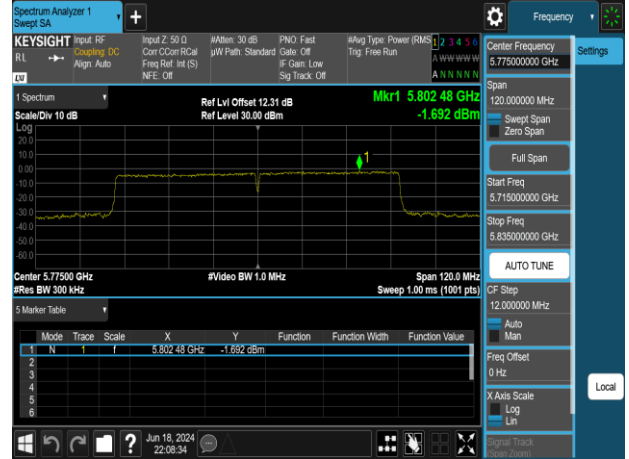 Spectrum Analyzer 1
Swept SA
+
Frequency
KEYSIGHT
RL
LXI
Input: RF
Coupling: DC
Align: Auto
Input Z: 50 Ω
Corr CCorr RCal
Freq Ref: Int (S)
NFE: Off
#Atten: 30 dB
µW Path: Standard
PNO: Fast
Gate: Off
IF Gain: Low
Sig Track: Off
#Avg Type: Power (RMS
Trig: Free Run
1 2 3 4 5 6
A W W W W W
A N N N N N
1 Spectrum
Scale/Div 10 dB
Ref Lvl Offset 12.31 dB
Ref Level 30.00 dBm
Mkr1 5.802 48 GHz
-1.692 dBm
Log
20.0
10.0
0.00
-10.0
-20.0
-30.0
-40.0
-50.0
-60.0
1
Center 5.77500 GHz
#Res BW 300 kHz
#Video BW 1.0 MHz
Span 120.0 MHz
Sweep 1.00 ms (1001 pts)
5 Marker Table
Mode Trace Scale X Y Function Function Width Function Value
1 N 1 f 5.802 48 GHz -1.692 dBm
2
3
4
5
6
Jun 18, 2024
22:08:34
Center Frequency
5.775000000 GHz
Span
120.000000 MHz
Swept Span
Zero Span
Full Span
Start Freq
5.715000000 GHz
Stop Freq
5.835000000 GHz
AUTO TUNE
CF Step
12.000000 MHz
Auto
Man
Freq Offset
0 Hz
X Axis Scale
Log
Lin
Signal Track
(Span Zoom)
Settings
Local